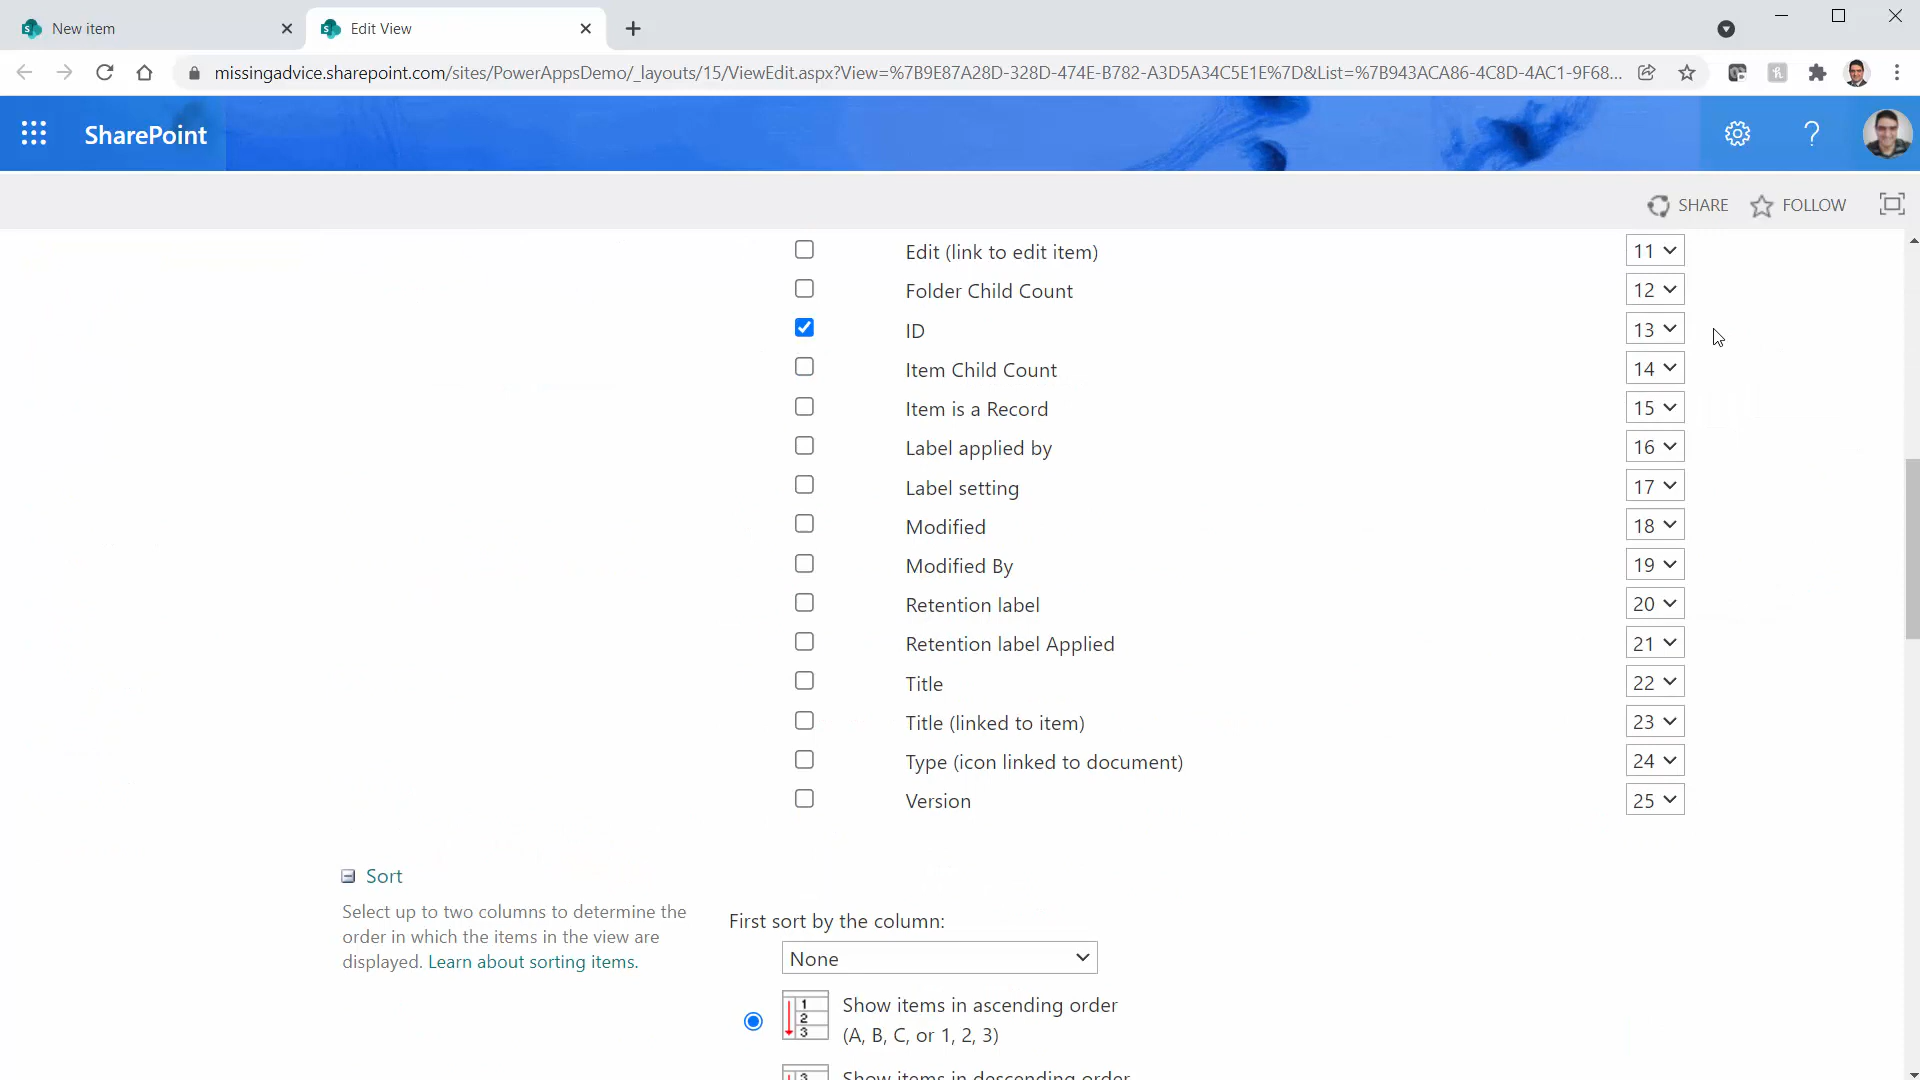 New item
Edit View
missingadvice.sharepoint.com/sites/PowerAppsDemo/_layouts/15/ViewEdit.aspx?View=%7B9E87A28D-328D-474E-B782-A3D5A34C5E1E%7D&List=%7B943ACA86-4C8D-4AC1-9F68...
SharePoint
SHARE FOLLOW
Edit (link to edit item) 11
Folder Child Count 12
ID 13
Item Child Count 14
Item is a Record 15
Label applied by 16
Label setting 17
Modified 18
Modified By 19
Retention label 20
Retention label Applied 21
Title 22
Title (linked to item) 23
Type (icon linked to document) 24
Version 25
Sort
Select up to two columns to determine the
order in which the items in the view are
displayed. Learn about sorting items.
First sort by the column:
None
1
2
3
Show items in ascending order
(A, B, C, or 1, 2, 3)
3
Show items in descending order